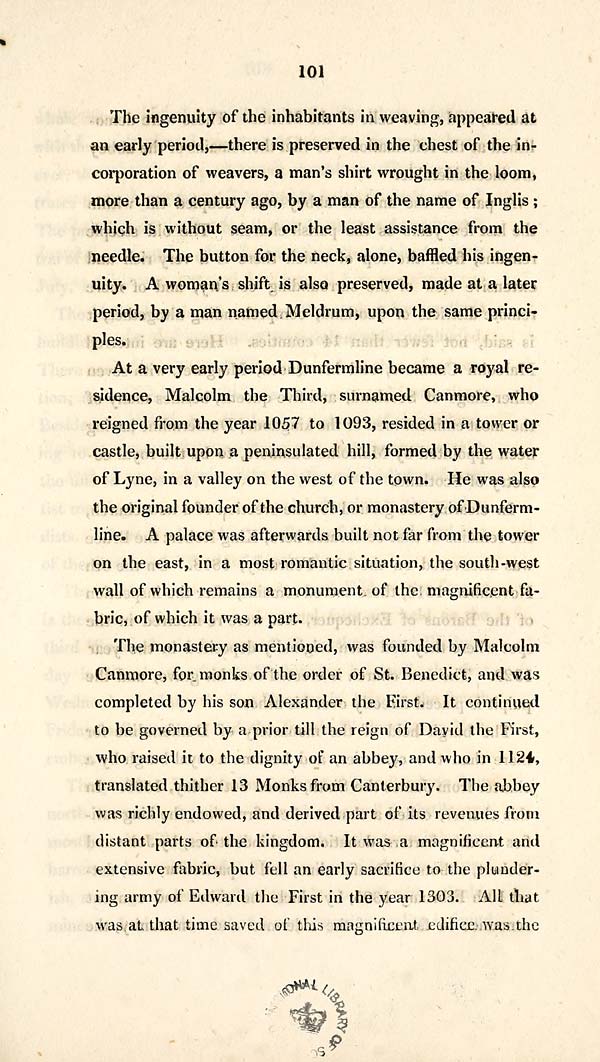 101
The ingenuity of the inhabitants in weaving, appeared at
an early period,—there is preserved in the chest of the in-
corporation of weavers, a man's shirt wrought in the loom,
more than a century ago, by a man of the name of Inglis ;
which is without seam, or the least assistance from the
needle. The button for the neck, alone, baffled his ingen-
uity. A woman's shift is also preserved, made at a later
period, by a man named Meldrum, upon the same princi-
ples.
At a very early period Dunfermline became a royal re-
sidence, Malcolm the Third, surnamed Canmore, who
reigned from the year 1057 to 1093, resided in a tower or
castle, built upon a peninsulated hill, formed by the water
of Lyne, in a valley on the west of the town. He was also
the original founder of the church, or monastery of Dunferm-
line. A palace was afterwards built not far from the tower
on the east, in a most romantic situation, the south-west
wall of which remains a monument of the magnificent fa-
bric, of which it was a part.
The monastery as mentioned, was founded by Malcolm
Canmore, for monks of the order of St. Benedict, and was
completed by his son Alexander the First. It continued
to be governed by a prior till the reign of David the First,
who raised it to the dignity of an abbey, and who in 1124,
translated thither 13 Monks from Canterbury. The abbey
was richly endowed, and derived part of its revenues from
distant parts of the kingdom. It was a magnificent and
extensive fabric, but fell an early sacrifice to the plunder-
ing army of Edward the First in the year 1303. All that
was at that time saved of this magnificent edifice was the
NAL LIBRARY OF